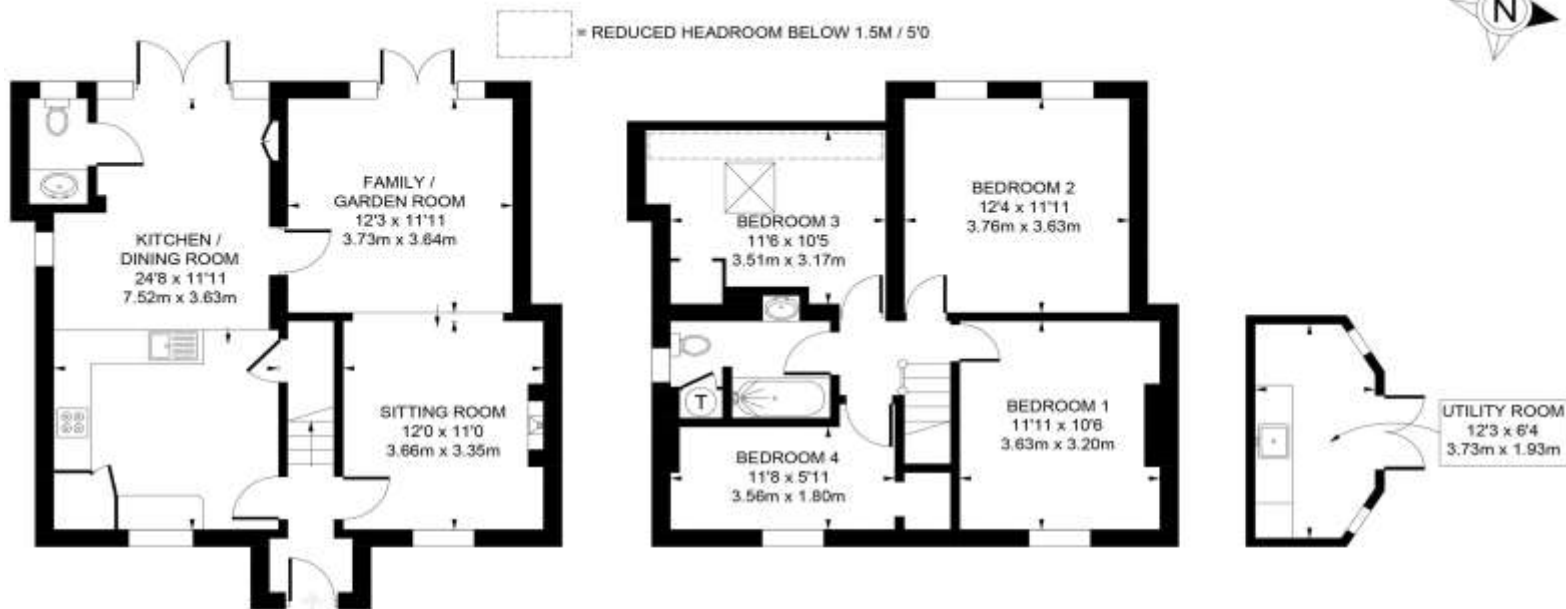 = REDUCED HEADROOM BELOW 1.5M / 5'0
N
FAMILY /
GARDEN ROOM
12'3 x 11'11
3.73m x 3.64m
KITCHEN /
DINING ROOM
24'8 x 11'11
7.52m x 3.63m
SITTING ROOM
12'0 x 11'0
3.66m x 3.35m
BEDROOM 3
11'6 x 10'5
3.51m x 3.17m
BEDROOM 2
12'4 x 11'11
3.76m x 3.63m
T
BEDROOM 4
11'8 x 5'11
3.56m x 1.80m
BEDROOM 1
11'11 x 10'6
3.63m x 3.20m
UTILITY ROOM
12'3 x 6'4
3.73m x 1.93m